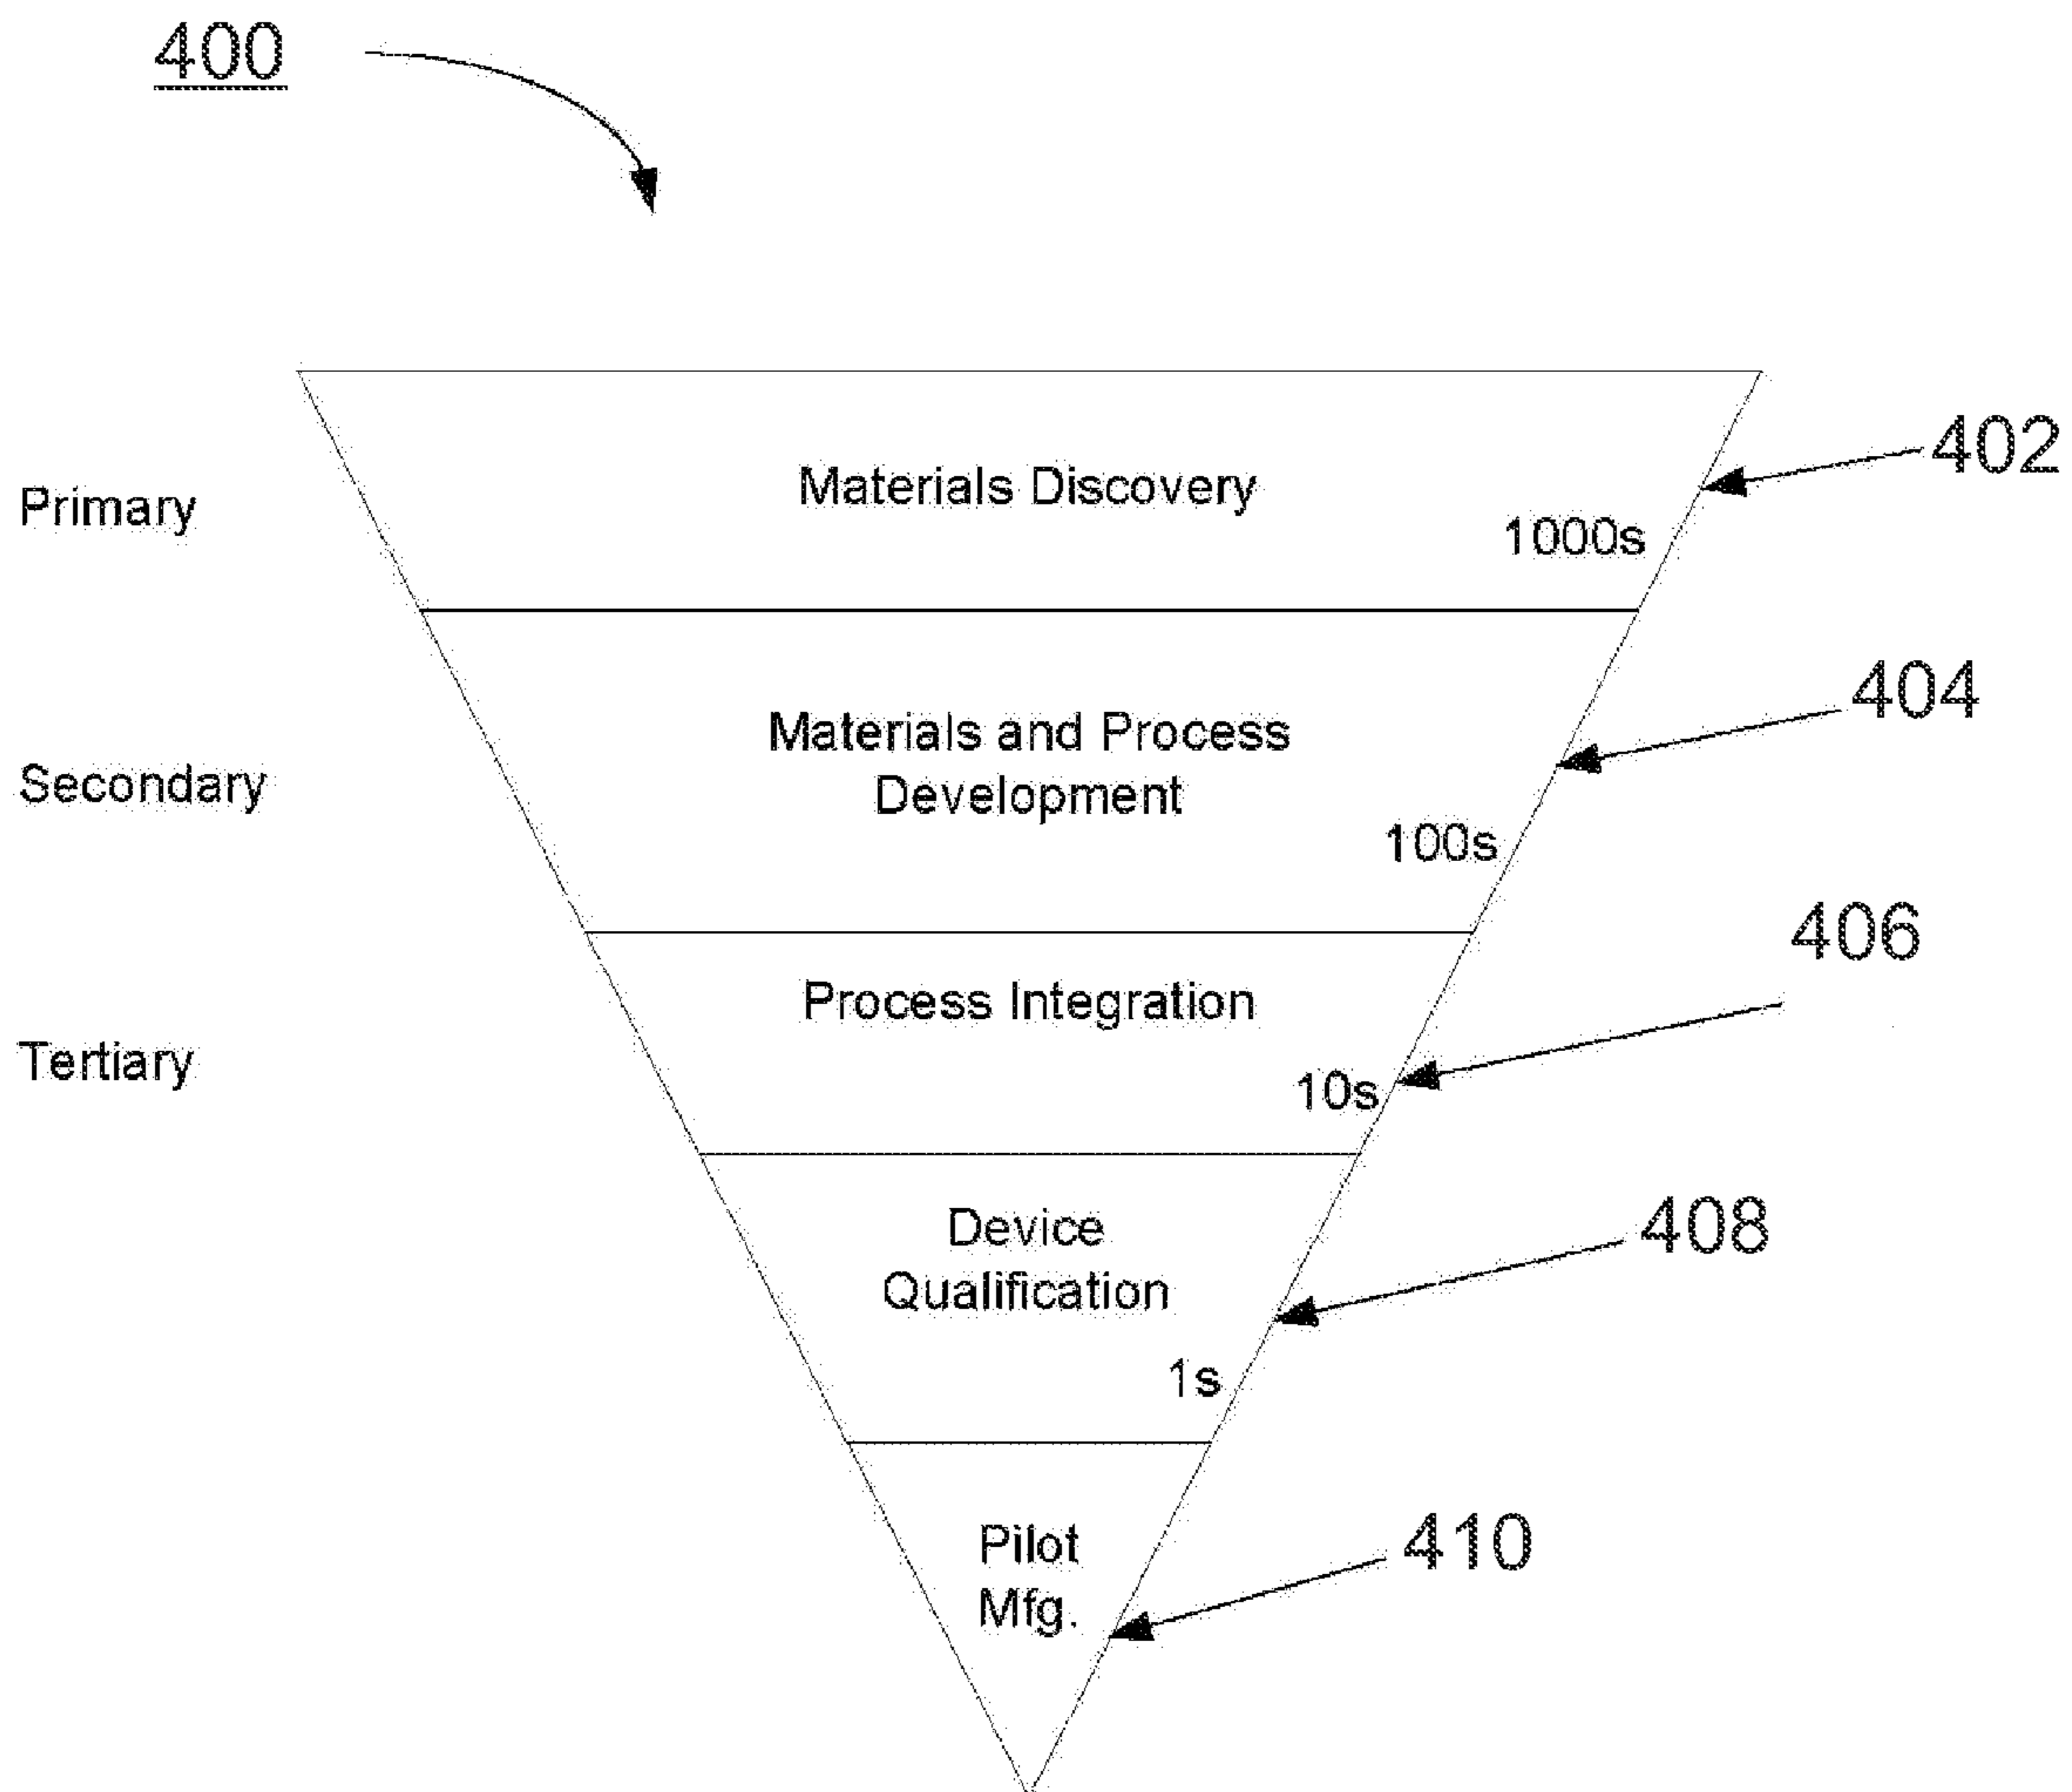 400
402
Primary
Materials Discovery
1000s
404
Secondary
Materials and Process
Development
100s
406
Tertiary
Process Integration
10s
408
Device
Qualification
1s
410
Pilot
Mfg.